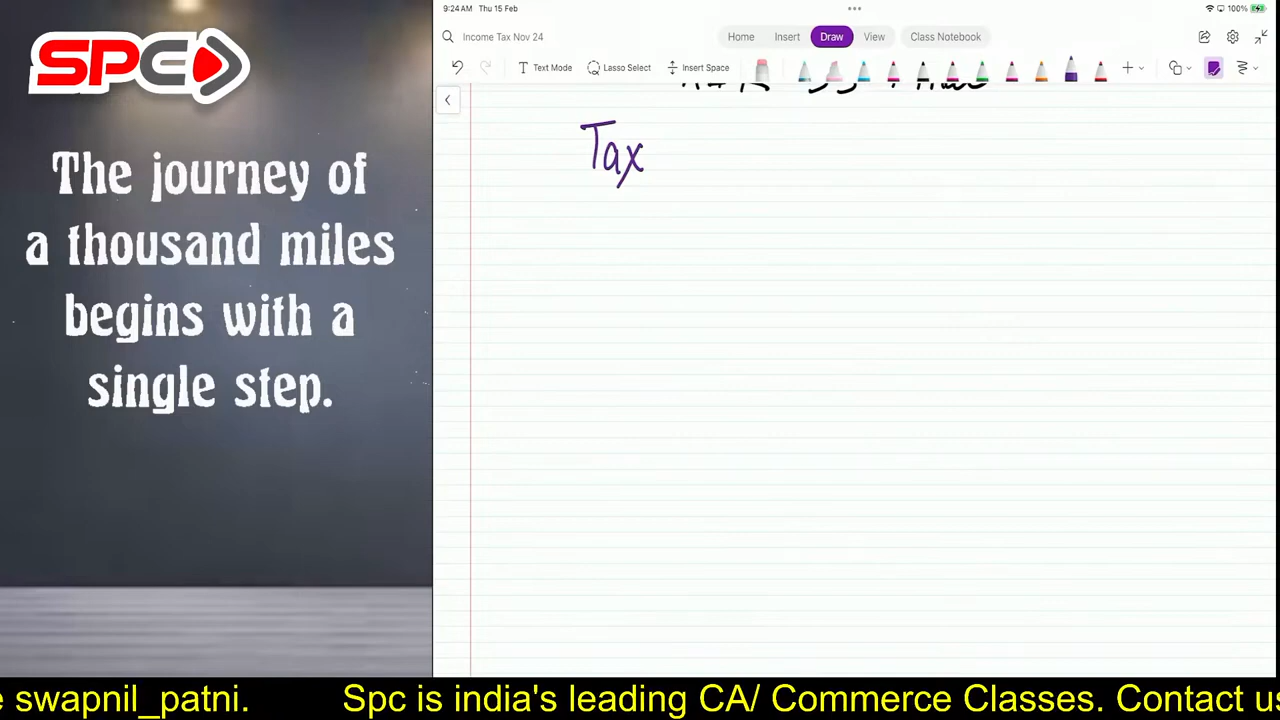 SPC
The journey of
a thousand miles
begins with a
single step.
9:24AM Thu 15 Feb
100%
Income Tax Nov 24
Home Insert Draw View Class Notebook
Text Mode Lasso Select Insert Space
Tax
e swapnil_patni. Spc is india's leading CA/ Commerce Classes. Contact us